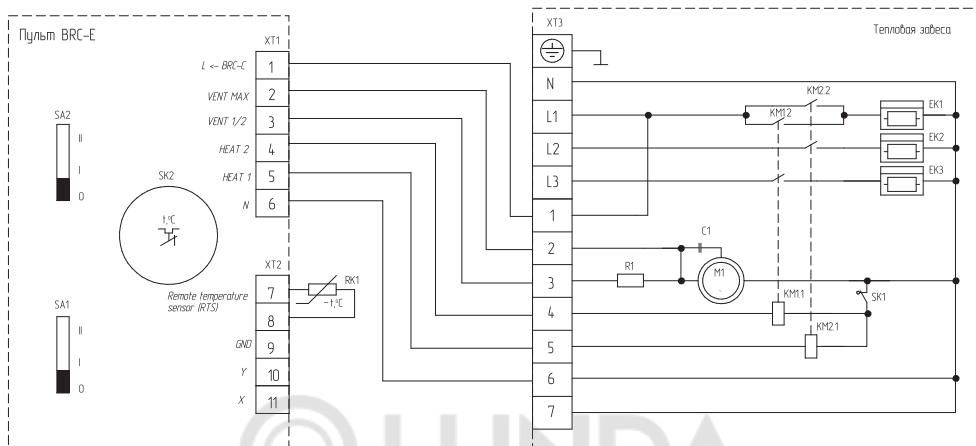 Пульт BRC-E
XT1
L <- BRC-C 1
VENT MAX 2
VENT 1/2 3
HEAT 2 4
HEAT 1 5
N 6
SA2
II
I
0
SK2
t,°C
XT2
Remote temperature
sensor (RTS)
7
8
GND 9
Y 10
X 11
RK1
-t,°C
SA1
II
I
0
XT3
Тепловая завеса
N
L1
L2
L3
1
2
3
4
5
6
7
KM2.2
KM1.2
EK1
EK2
EK3
C1
R1
M1
SK1
KM1.1
KM2.1
LUNDA